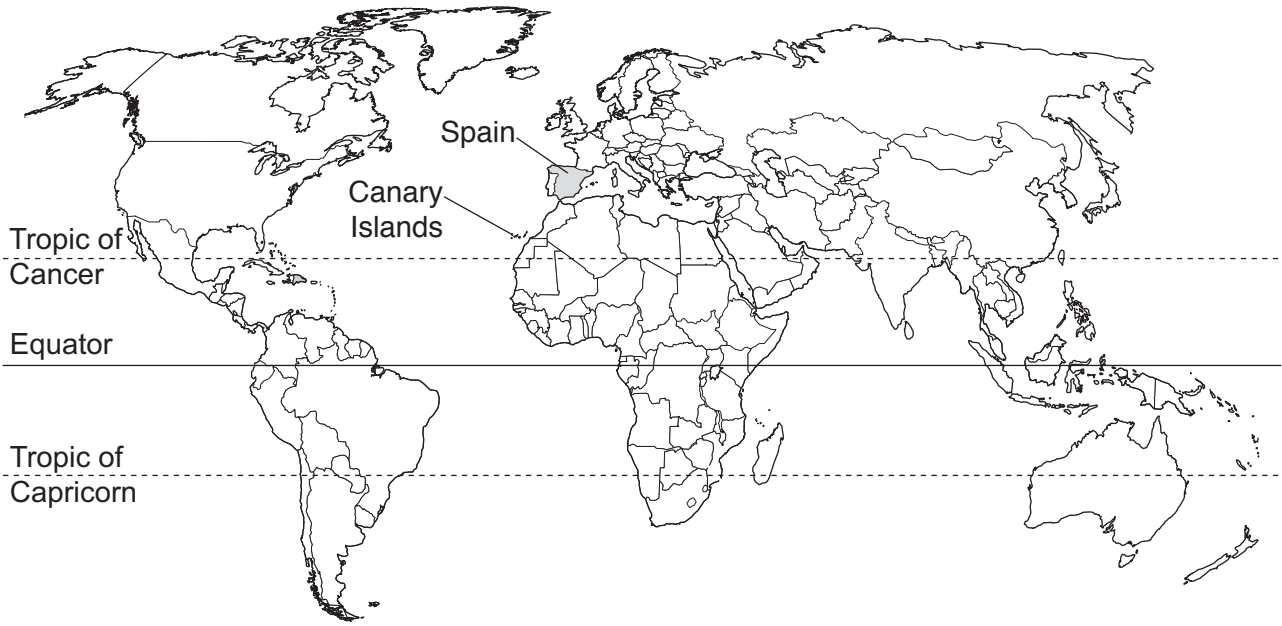 Spain
Canary
Islands
Tropic of
Cancer
Equator
Tropic of
Capricorn